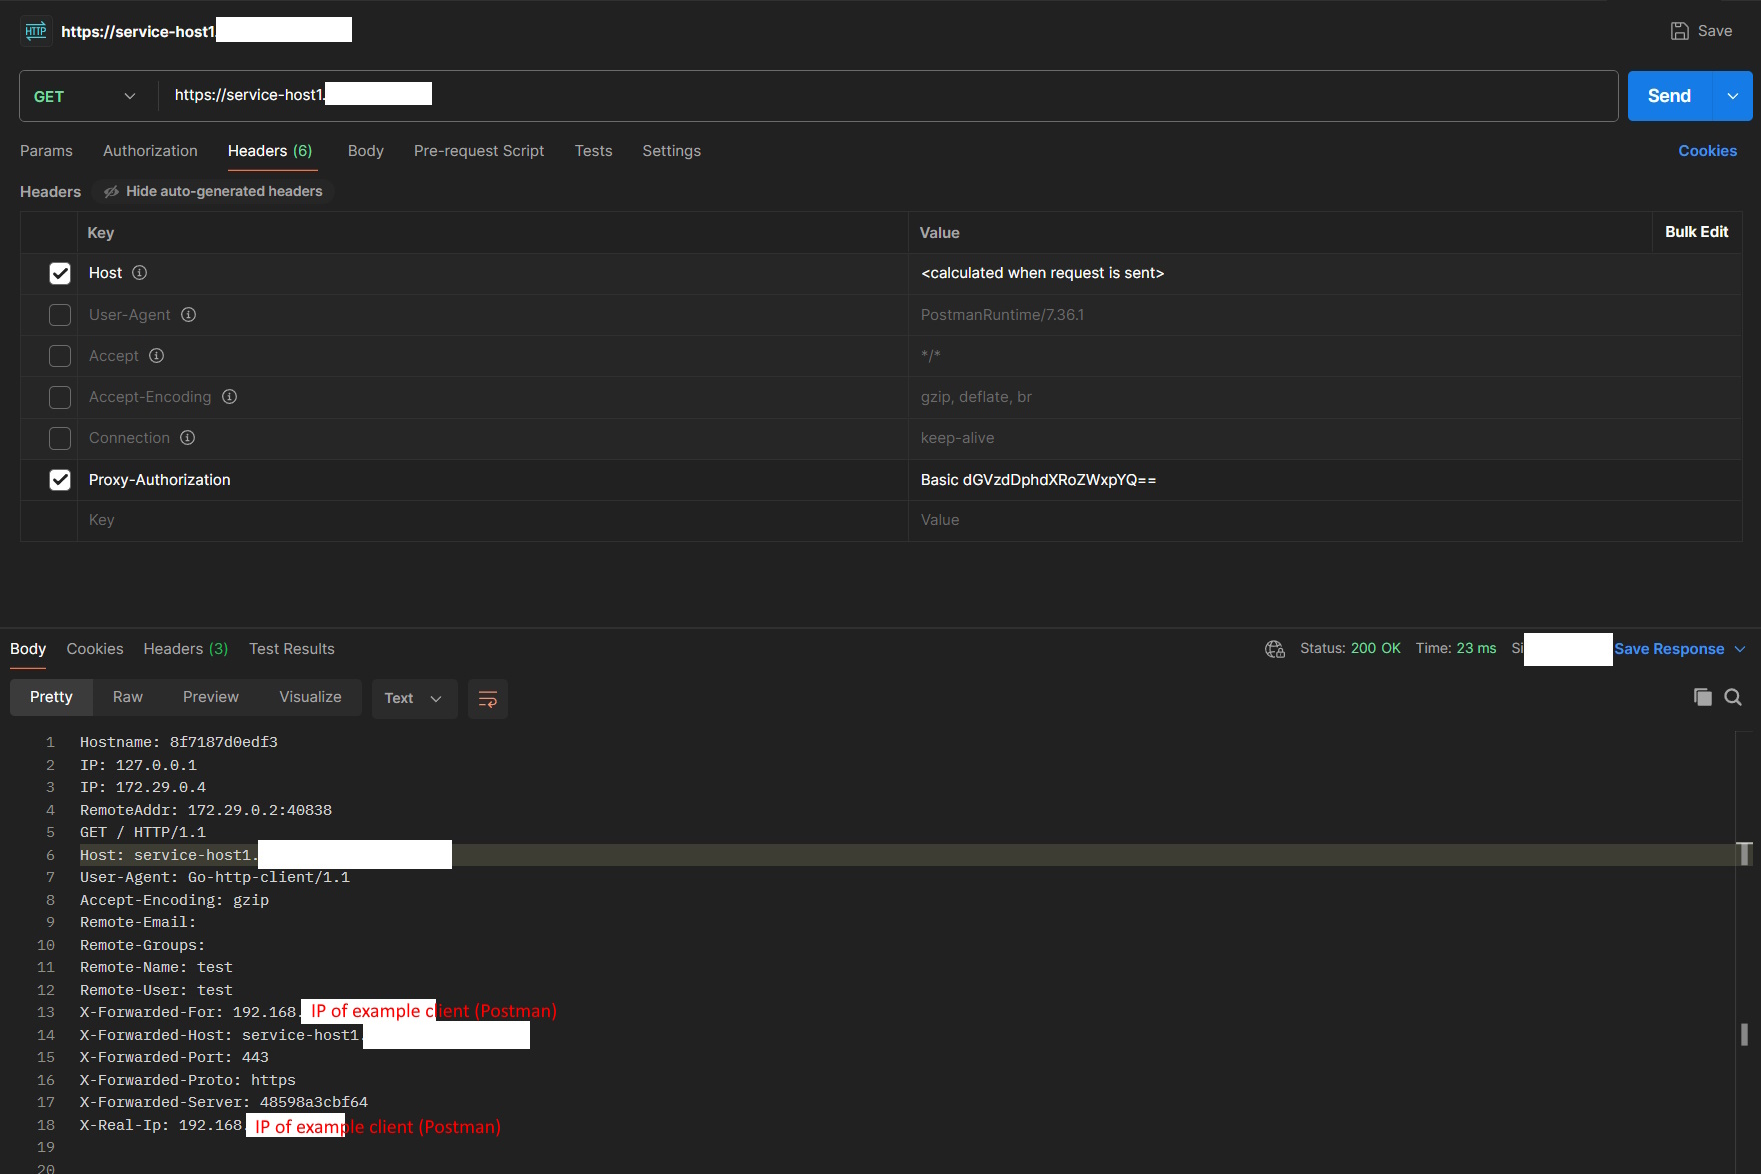 HTTP https://service-host1.
Save
GET https://service-host1.
Send
Params Authorization Headers (6) Body Pre-request Script Tests Settings Cookies
Headers Hide auto-generated headers
Key Value Bulk Edit
Host <calculated when request is sent>
User-Agent PostmanRuntime/7.36.1
Accept */*
Accept-Encoding gzip, deflate, br
Connection keep-alive
Proxy-Authorization Basic dGVzdDphdXRoZWxpYQ==
Key Value
Body Cookies Headers (3) Test Results Status: 200 OK Time: 23 ms Si Save Response
Pretty Raw Preview Visualize Text
1 Hostname: 8f7187d0edf3
2 IP: 127.0.0.1
3 IP: 172.29.0.4
4 RemoteAddr: 172.29.0.2:40838
5 GET / HTTP/1.1
6 Host: service-host1.
7 User-Agent: Go-http-client/1.1
8 Accept-Encoding: gzip
9 Remote-Email:
10 Remote-Groups:
11 Remote-Name: test
12 Remote-User: test
13 X-Forwarded-For: 192.168. IP of example client (Postman)
14 X-Forwarded-Host: service-host1.
15 X-Forwarded-Port: 443
16 X-Forwarded-Proto: https
17 X-Forwarded-Server: 48598a3cbf64
18 X-Real-Ip: 192.168. IP of example client (Postman)
19
20